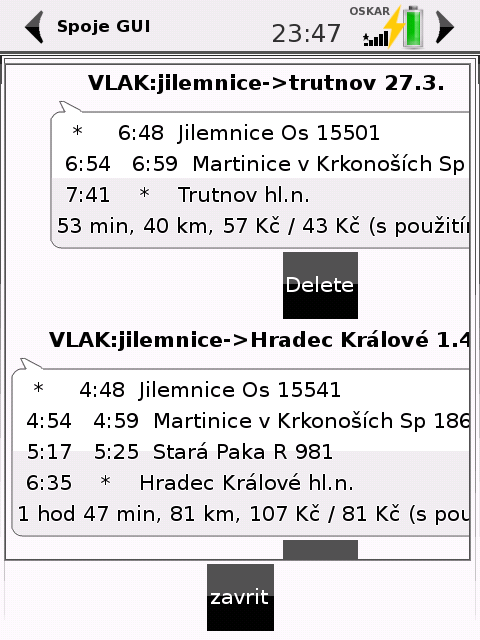 Spoje GUI
23:47
OSKAR
VLAK:jilemnice->trutnov 27.3.
* 6:48 Jilemnice Os 15501
6:54 6:59 Martinice v Krkonoších Sp
7:41 * Trutnov hl.n.
53 min, 40 km, 57 Kč / 43 Kč (s použití
Delete
VLAK:jilemnice->Hradec Králové 1.4
* 4:48 Jilemnice Os 15541
4:54 4:59 Martinice v Krkonoších Sp 186
5:17 5:25 Stará Paka R 981
6:35 * Hradec Králové hl.n.
1 hod 47 min, 81 km, 107 Kč / 81 Kč (s pou
zavrit